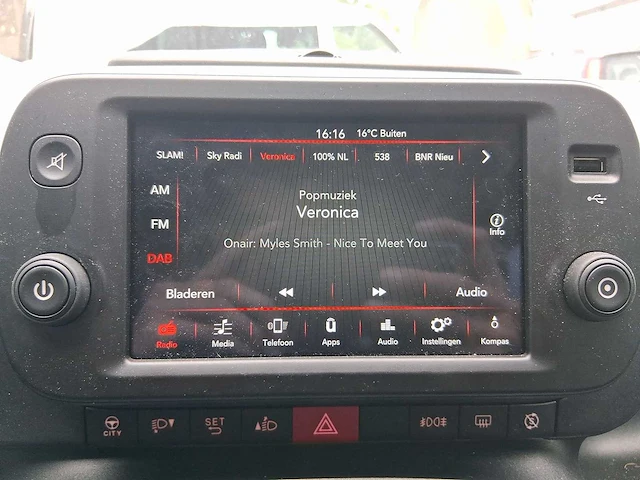 16:16 16°C Buiten
SLAM! Sky Radi Veronica 100% NL 538 BNR Nieu
AM
FM
DAB
Popmuziek
Veronica
Onair: Myles Smith - Nice To Meet You
Info
Bladeren Audio
Radio Media Telefoon Apps Audio Instellingen Kompas
CITY SET